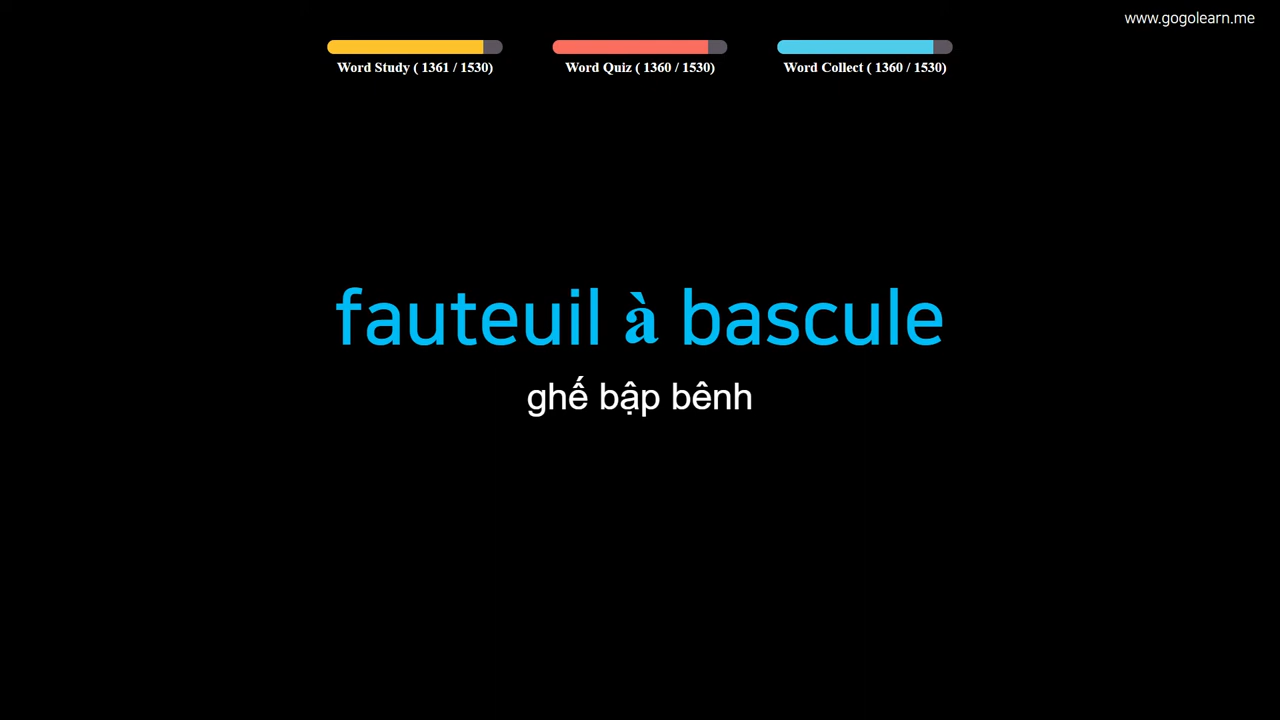 www.gogolearn.me
Word Study ( 1361 / 1530)
Word Quiz ( 1360 / 1530)
Word Collect ( 1360 / 1530)
fauteuil à bascule
ghế bập bênh